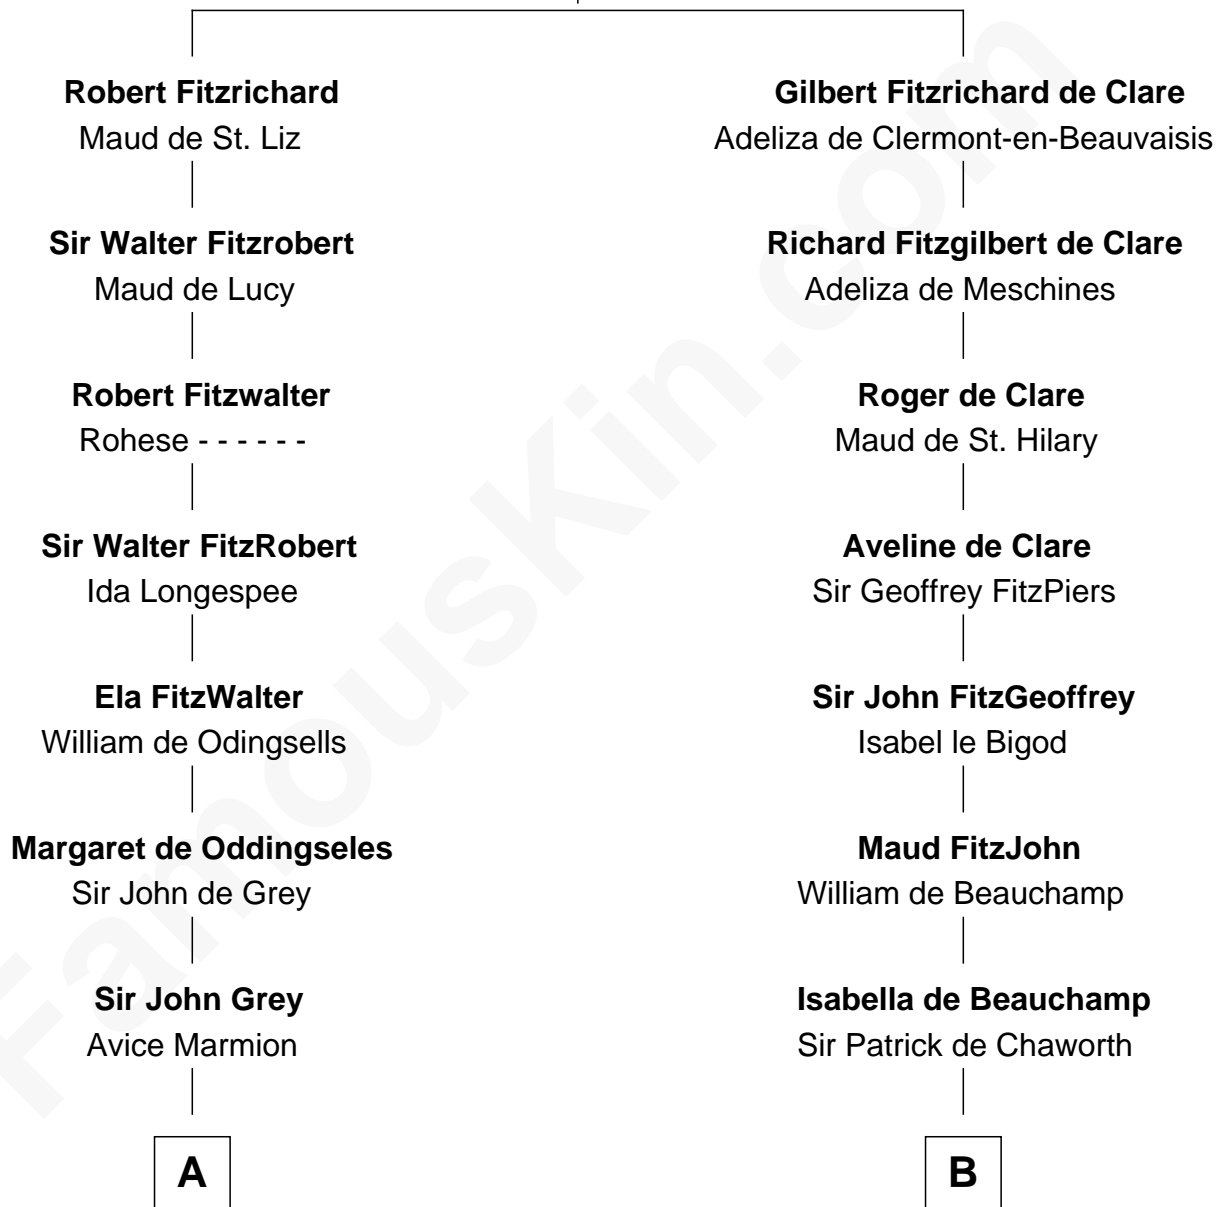 Robert Fitzrichard
Maud de St. Liz
Sir Walter Fitzrobert
Maud de Lucy
Robert Fitzwalter
Rohese - - - - - -
Sir Walter FitzRobert
Ida Longespee
Ela FitzWalter
William de Odingsells
Margaret de Oddingseles
Sir John de Grey
Sir John Grey
Avice Marmion
A
Gilbert Fitzrichard de Clare
Adeliza de Clermont-en-Beauvaisis
Richard Fitzgilbert de Clare
Adeliza de Meschines
Roger de Clare
Maud de St. Hilary
Aveline de Clare
Sir Geoffrey FitzPiers
Sir John FitzGeoffrey
Isabel le Bigod
Maud FitzJohn
William de Beauchamp
Isabella de Beauchamp
Sir Patrick de Chaworth
B
FamousKin.com